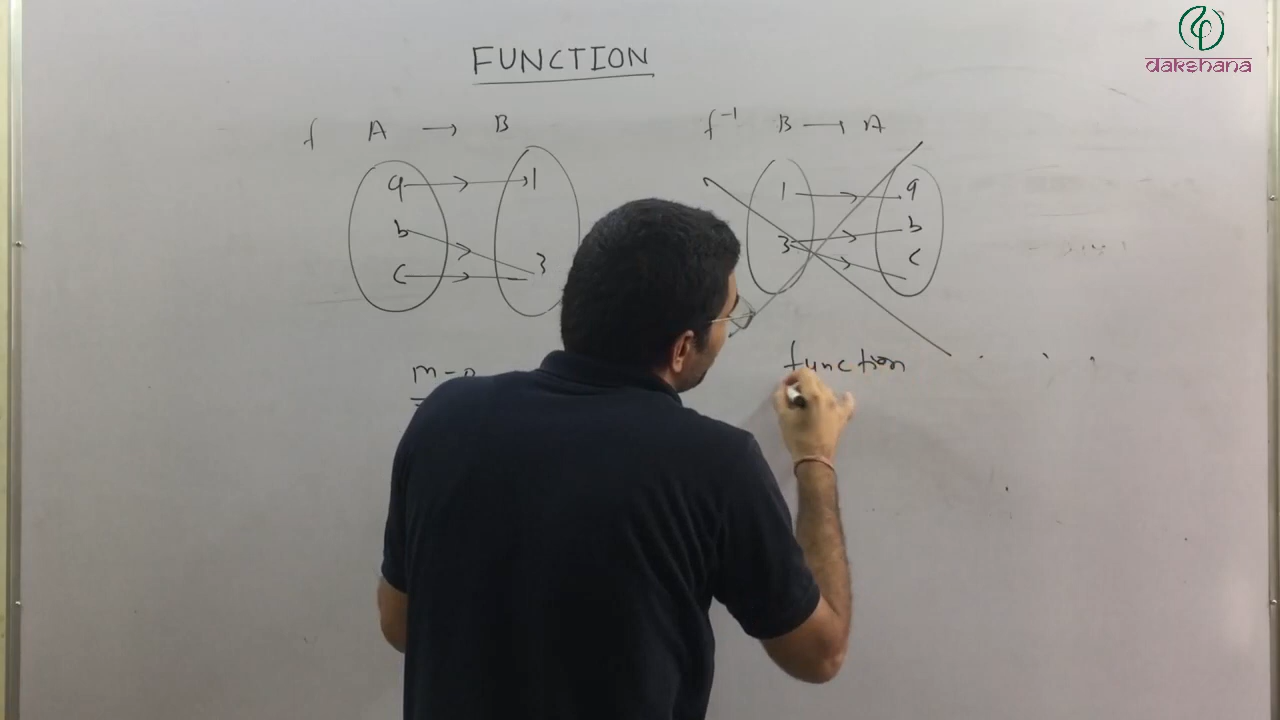 dakshana
FUNCTION
f A → B
a 1
b
c 3
m-o
f⁻¹ B → A
1 a
3 b
c
function